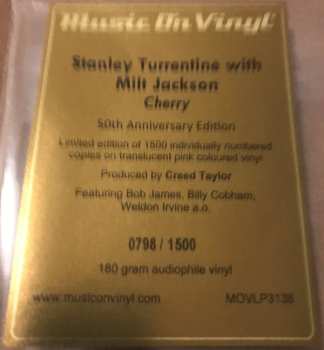 Music On Vinyl
Stanley Turrentine with
Milt Jackson
Cherry
50th Anniversary Edition
Limited edition of 1500 individually numbered
copies on translucent pink coloured vinyl
Produced by Creed Taylor
Featuring Bob James, Billy Cobham,
Weldon Irvine a.o.
0798 / 1500
180 gram audiophile vinyl
www.musiconvinyl.com MOVLP3136